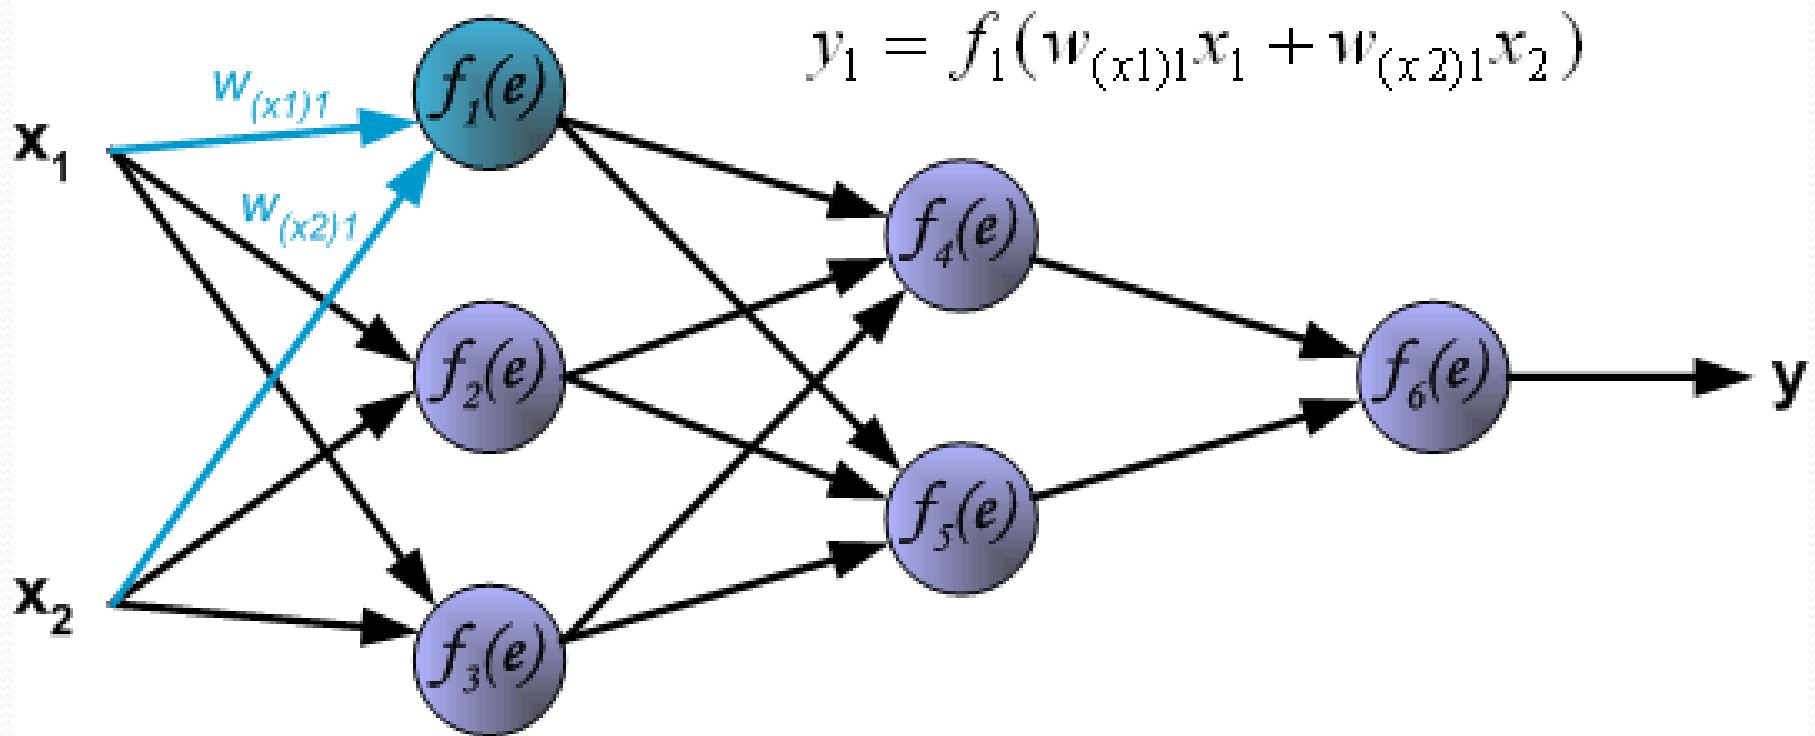 y₁ = f₁(w₍ₓ₁₎₁x₁ + w₍ₓ₂₎₁x₂)
w₍ₓ₁₎₁
f₁(e)
x₁
w₍ₓ₂₎₁
f₄(e)
f₂(e)
f₆(e)
y
f₅(e)
x₂
f₃(e)